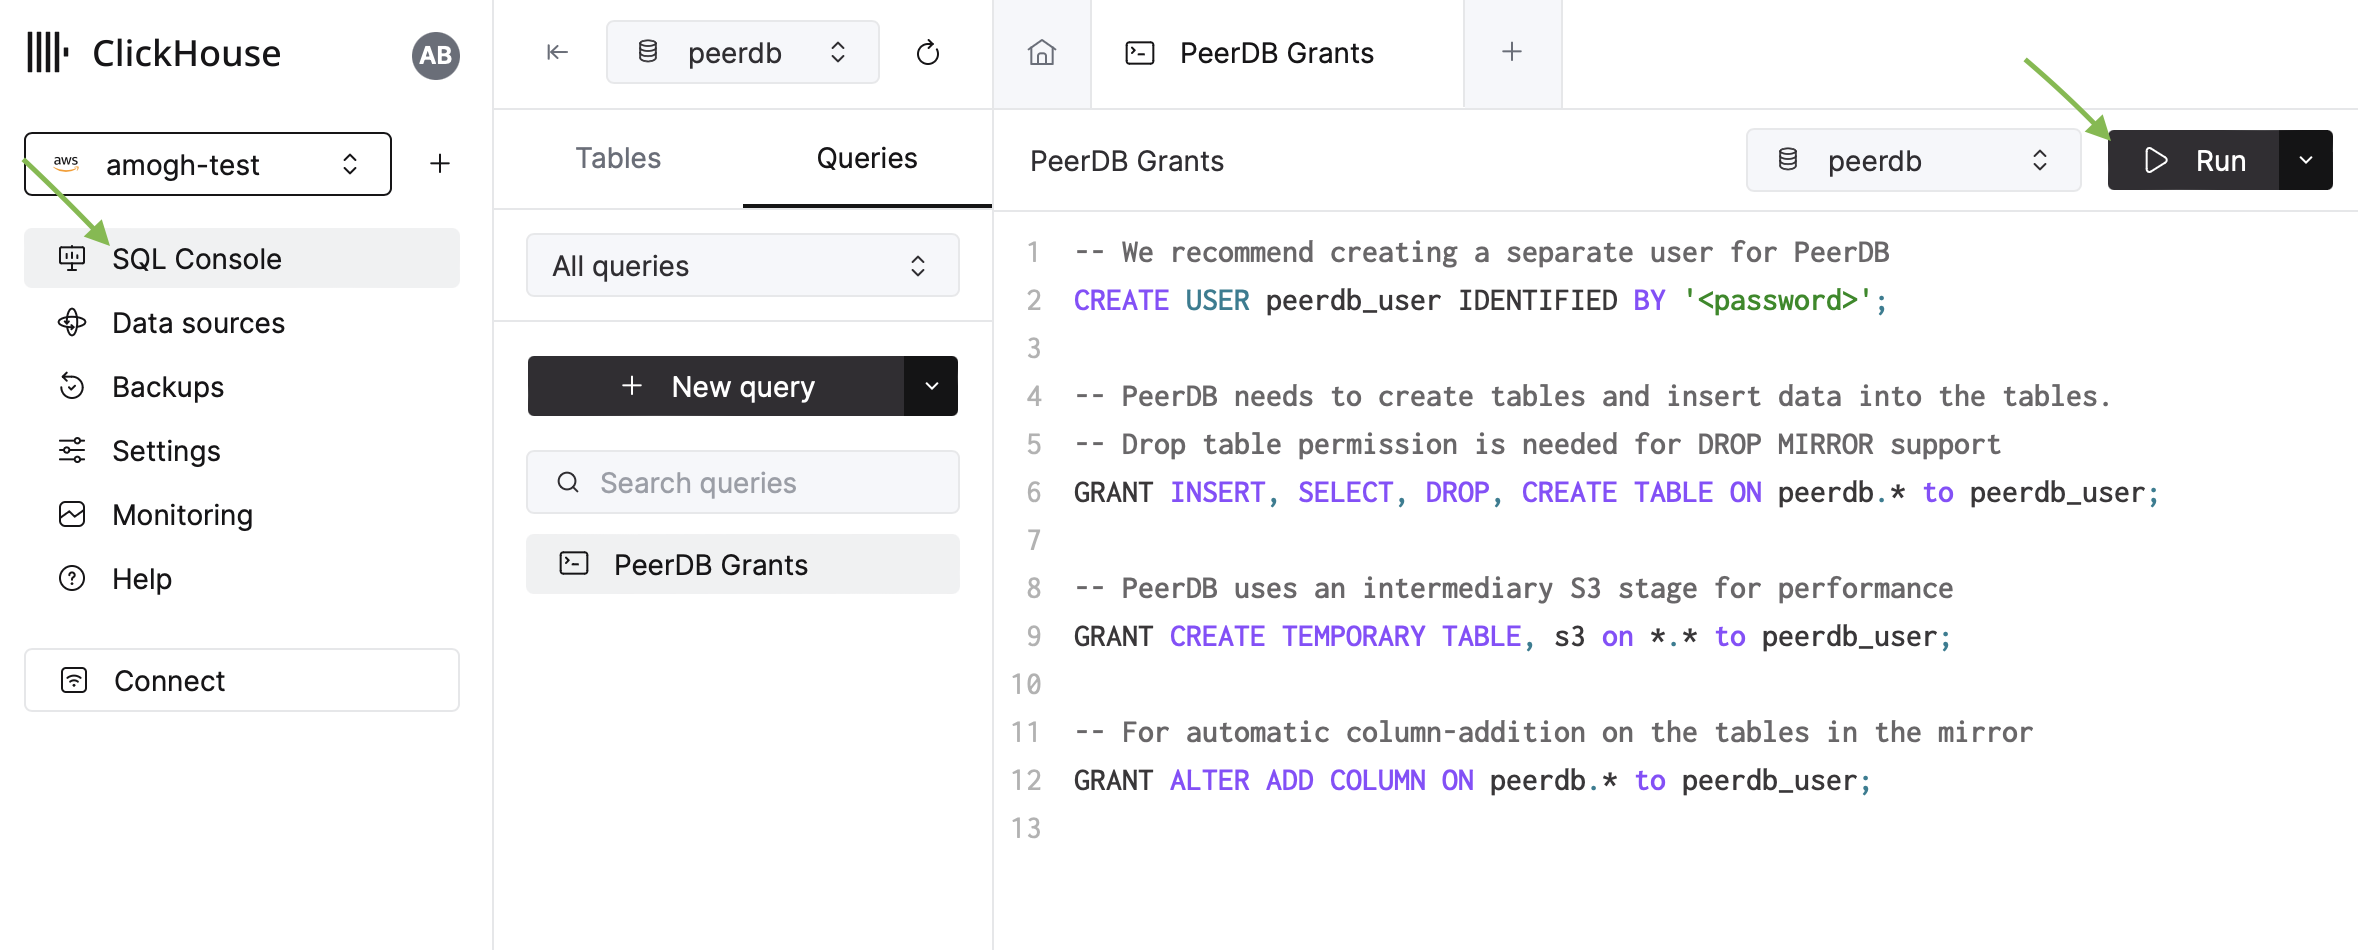 ClickHouse
AB
aws
amogh-test
SQL Console
Data sources
Backups
Settings
Monitoring
Help
Connect
peerdb
Tables
Queries
All queries
New query
Search queries
PeerDB Grants
PeerDB Grants
PeerDB Grants
peerdb
Run
1 -- We recommend creating a separate user for PeerDB
2 CREATE USER peerdb_user IDENTIFIED BY '<password>';
3
4 -- PeerDB needs to create tables and insert data into the tables.
5 -- Drop table permission is needed for DROP MIRROR support
6 GRANT INSERT, SELECT, DROP, CREATE TABLE ON peerdb.* to peerdb_user;
7
8 -- PeerDB uses an intermediary S3 stage for performance
9 GRANT CREATE TEMPORARY TABLE, s3 on *.* to peerdb_user;
10
11 -- For automatic column-addition on the tables in the mirror
12 GRANT ALTER ADD COLUMN ON peerdb.* to peerdb_user;
13